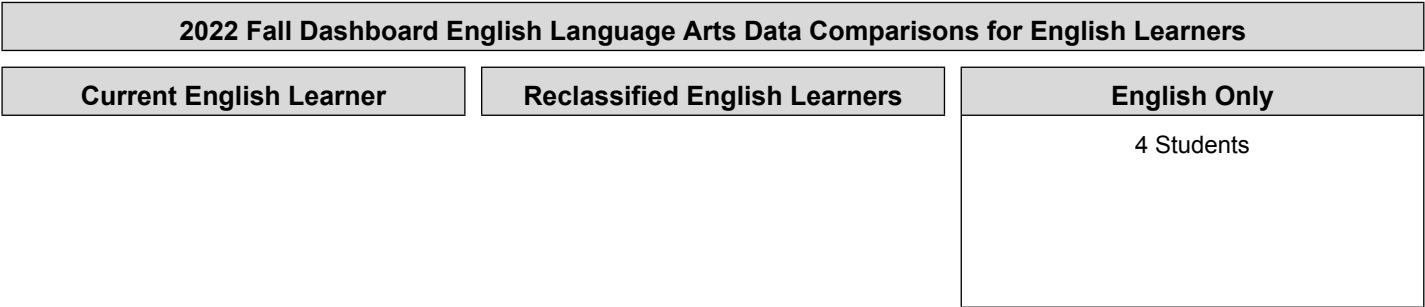 2022 Fall Dashboard English Language Arts Data Comparisons for English Learners
Current English Learner
Reclassified English Learners
English Only
4 Students